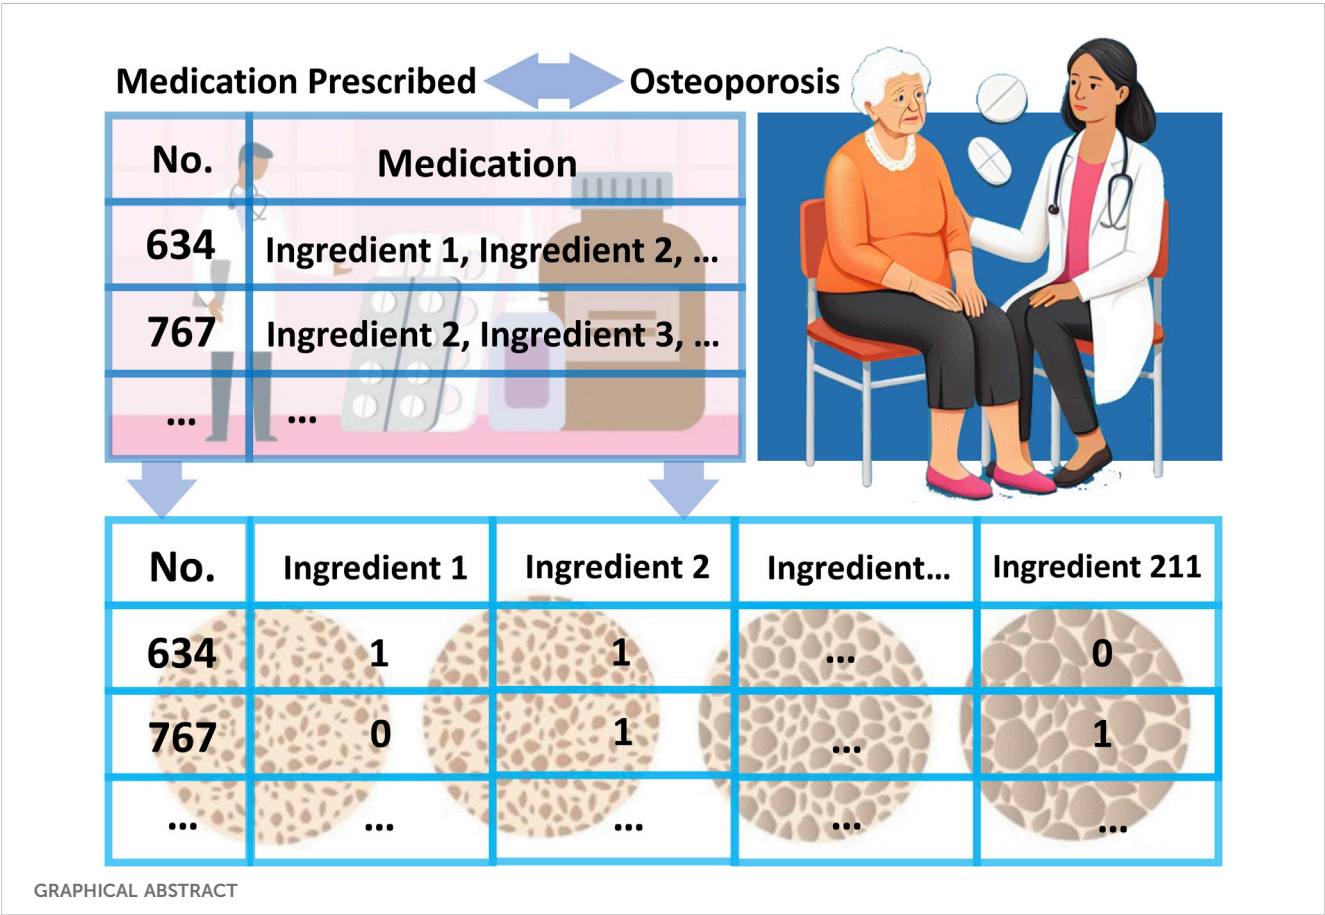 Medication Prescribed Osteoporosis
No. Medication
634 Ingredient 1, Ingredient 2, ...
767 Ingredient 2, Ingredient 3, ...
... ...
No. Ingredient 1 Ingredient 2 Ingredient... Ingredient 211
634 1 1 ... 0
767 0 1 ... 1
... ... ... ... ...
GRAPHICAL ABSTRACT